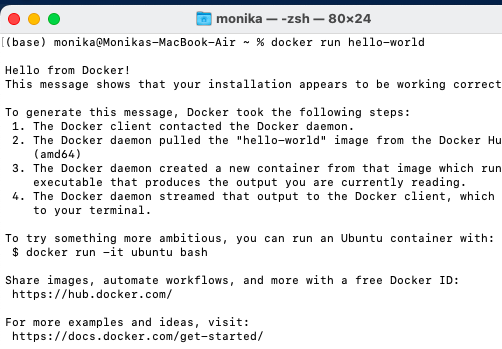 monika — -zsh — 80×24
(base) monika@Monikas-MacBook-Air ~ % docker run hello-world
Hello from Docker!
This message shows that your installation appears to be working correct
To generate this message, Docker took the following steps:
1. The Docker client contacted the Docker daemon.
2. The Docker daemon pulled the "hello-world" image from the Docker Hu
(amd64)
3. The Docker daemon created a new container from that image which run
executable that produces the output you are currently reading.
4. The Docker daemon streamed that output to the Docker client, which
to your terminal.
To try something more ambitious, you can run an Ubuntu container with:
$ docker run -it ubuntu bash
Share images, automate workflows, and more with a free Docker ID:
https://hub.docker.com/
For more examples and ideas, visit:
https://docs.docker.com/get-started/